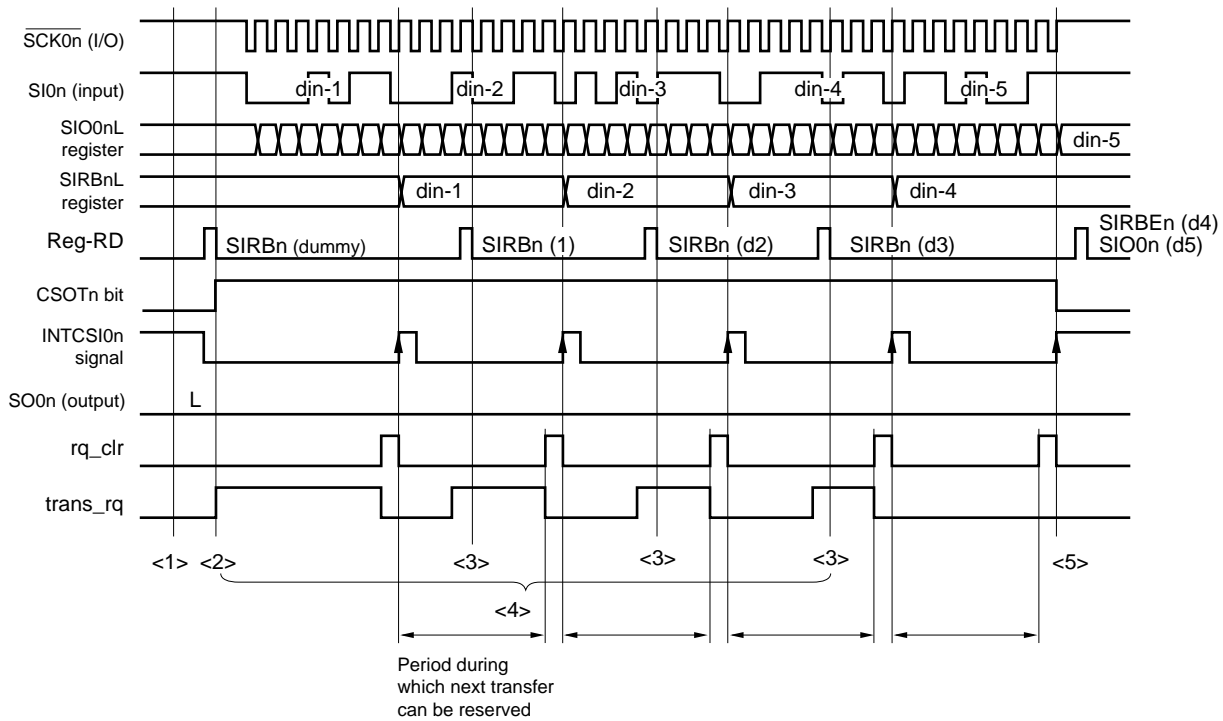 SCK0n (I/O)
SI0n (input)
din-1
din-2
din-3
din-4
din-5
SIO0nL
register
din-5
SIRBnL
register
din-1
din-2
din-3
din-4
Reg-RD
SIRBn (dummy)
SIRBn (1)
SIRBn (d2)
SIRBn (d3)
SIRBEn (d4)
SIO0n (d5)
CSOTn bit
INTCSI0n
signal
SO0n (output)
L
rq_clr
trans_rq
<1> <2> <3> <3> <3> <5>
<4>
Period during
which next transfer
can be reserved